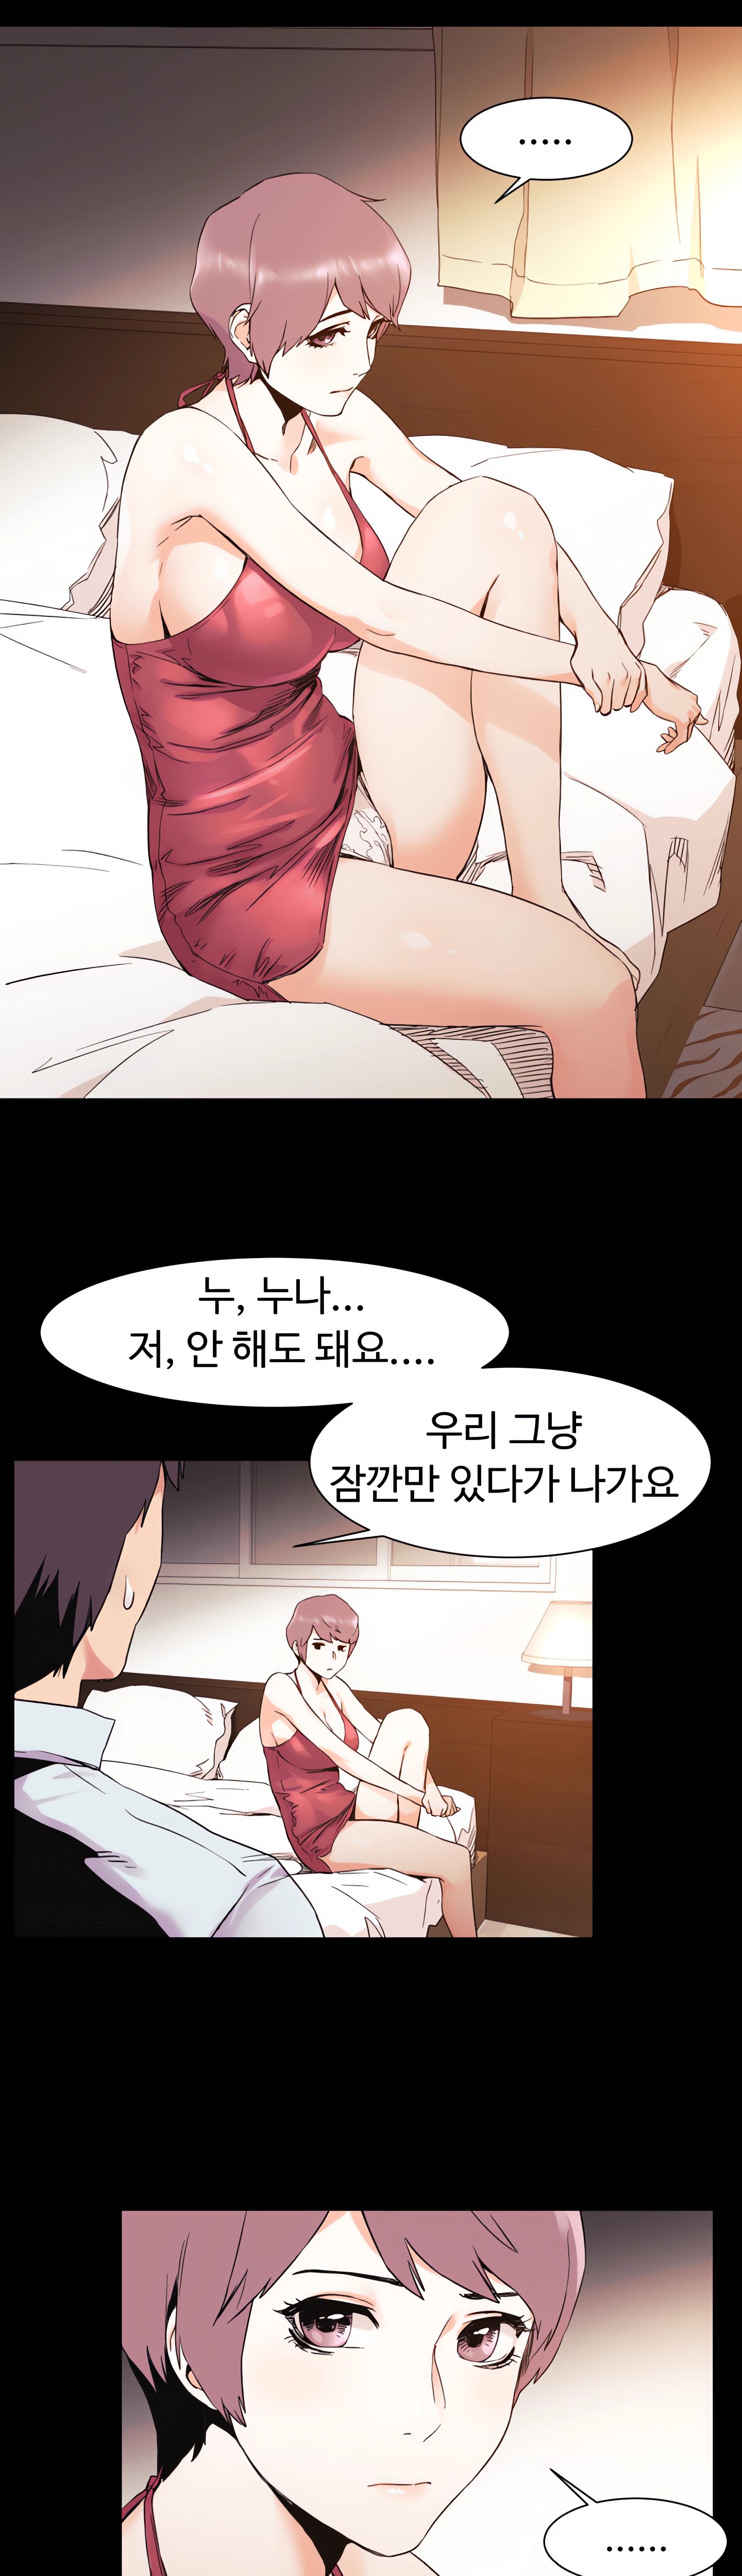 .....
누, 누나...
저, 안 해도 돼요....
우리 그냥
잠깐만 있다가 나가요
......